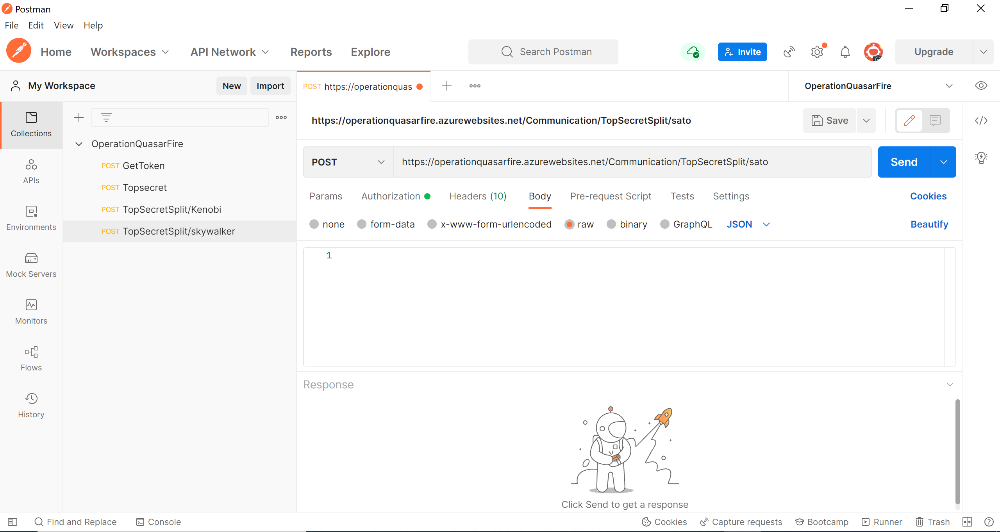 Postman
File Edit View Help
Home Workspaces API Network Reports Explore Search Postman Invite Upgrade
My Workspace New Import POST https://operationquas OperationQuasarFire
Collections
https://operationquasarfire.azurewebsites.net/Communication/TopSecretSplit/sato Save
OperationQuasarFire
POST GetToken
POST Topsecret
POST TopSecretSplit/Kenobi
POST TopSecretSplit/skywalker
APIs
Environments
Mock Servers
Monitors
Flows
History
POST https://operationquasarfire.azurewebsites.net/Communication/TopSecretSplit/sato Send
Params Authorization Headers (10) Body Pre-request Script Tests Settings Cookies
none form-data x-www-form-urlencoded raw binary GraphQL JSON Beautify
1
Response
Click Send to get a response
Find and Replace Console Cookies Capture requests Bootcamp Runner Trash